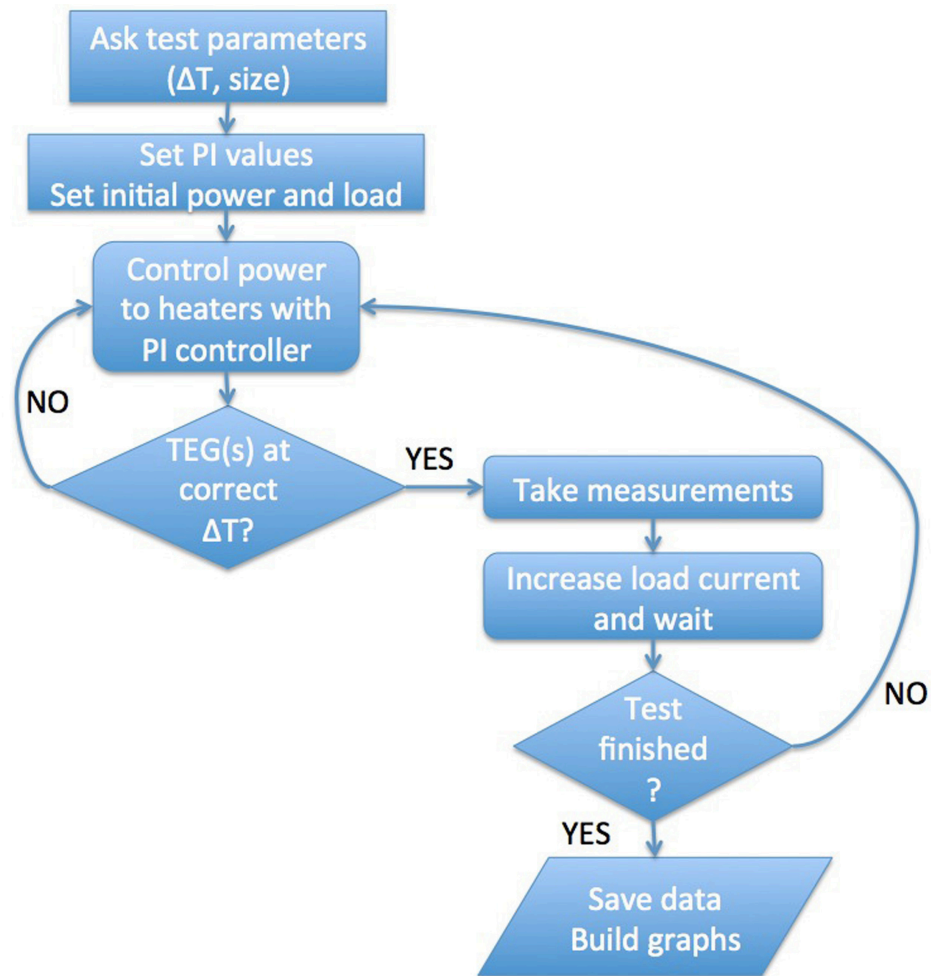 Ask test parameters
(ΔT, size)
Set PI values
Set initial power and load
Control power
to heaters with
PI controller
NO
TEG(s) at
correct
ΔT?
YES
Take measurements
Increase load current
and wait
Test
finished
?
NO
YES
Save data
Build graphs